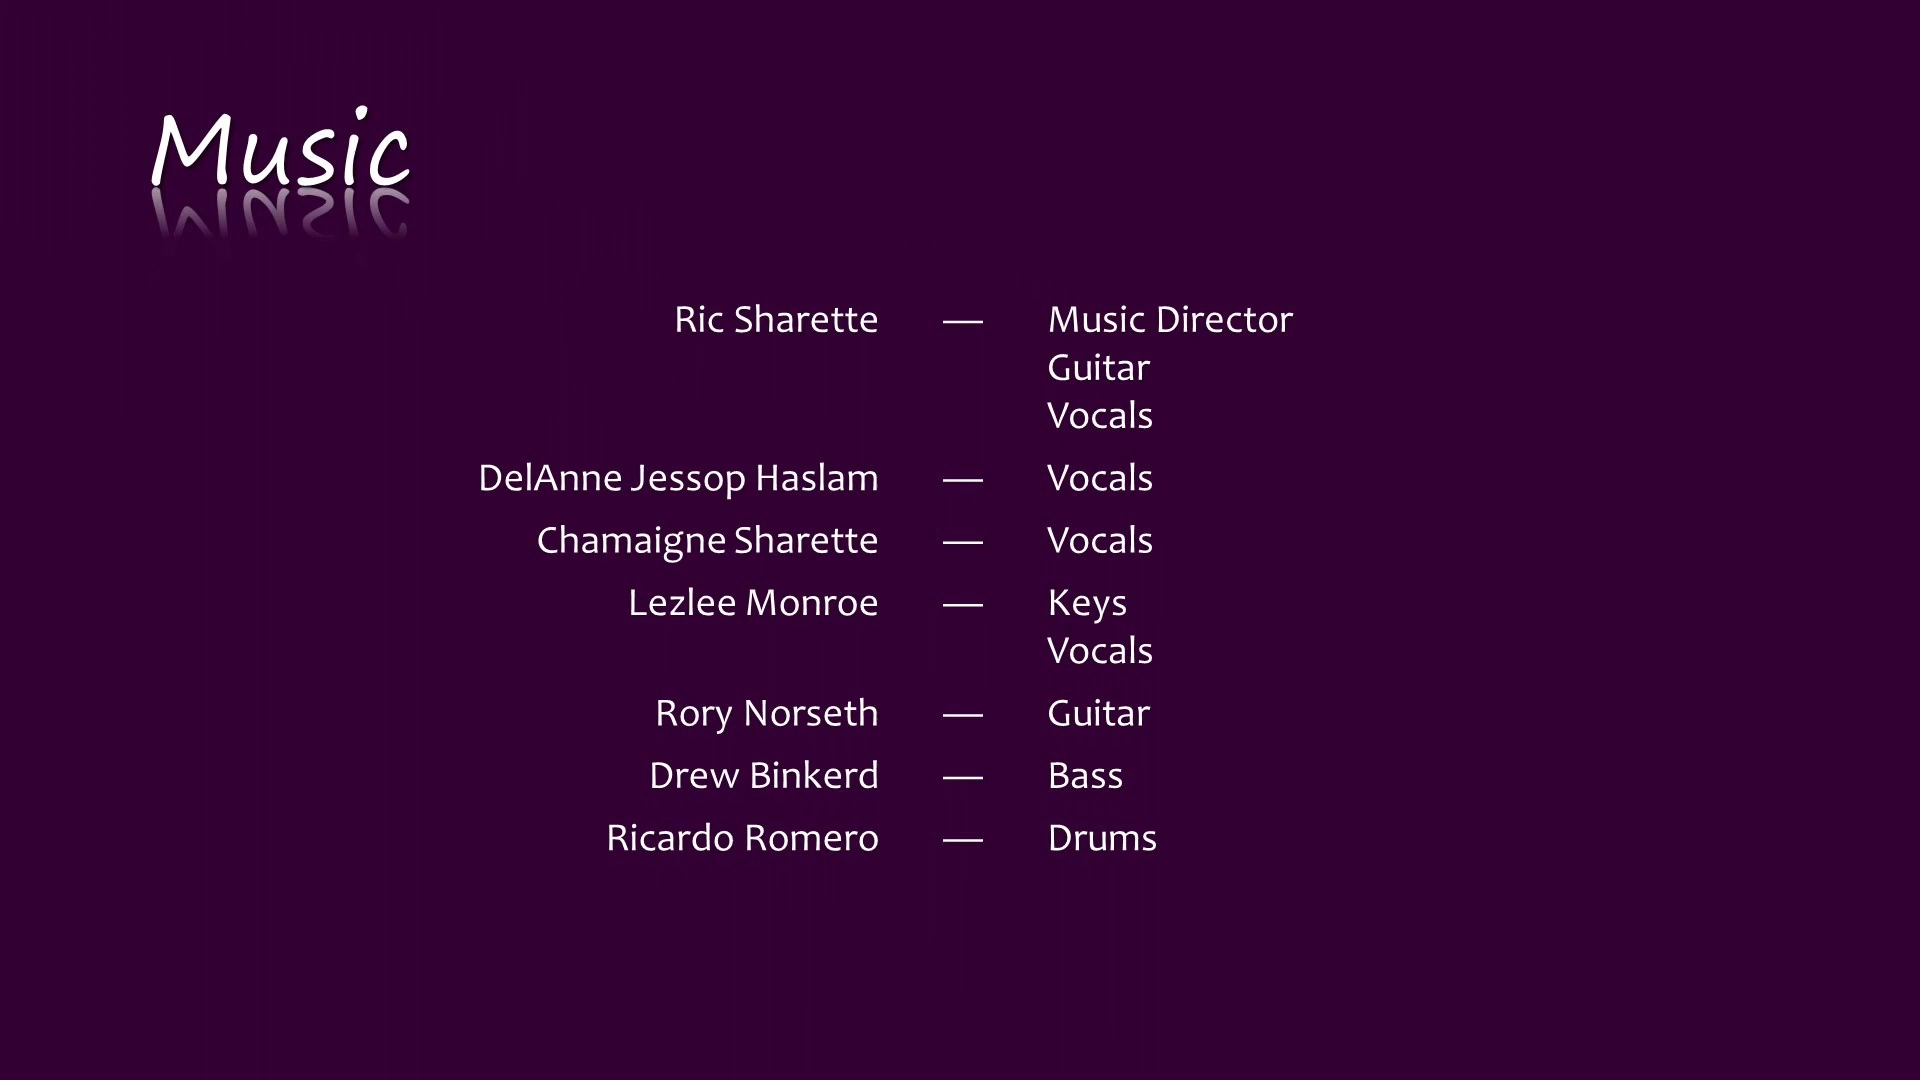 Music
Ric Sharette — Music Director
Guitar
Vocals
DelAnne Jessop Haslam — Vocals
Chamaigne Sharette — Vocals
Lezlee Monroe — Keys
Vocals
Rory Norseth — Guitar
Drew Binkerd — Bass
Ricardo Romero — Drums